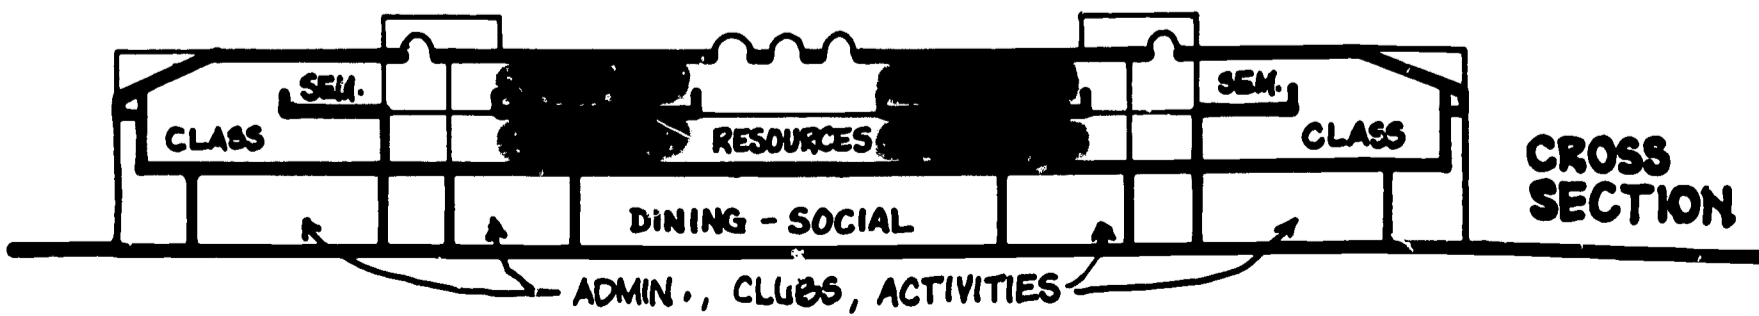 SEM.
SEM.
CLASS
RESOURCES
CLASS
CROSS
SECTION
DINING - SOCIAL
ADMIN., CLUBS, ACTIVITIES